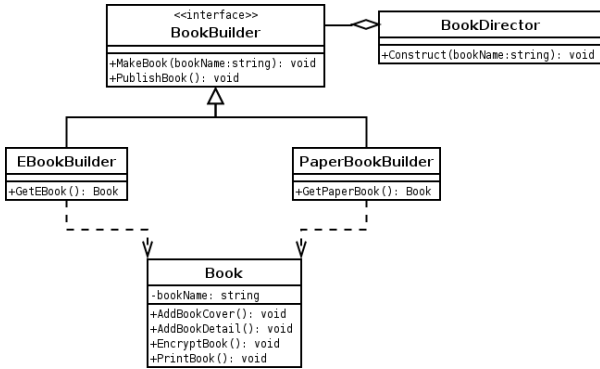 <<interface>>
BookBuilder
+MakeBook(bookName:string): void
+PublishBook(): void
BookDirector
+Construct(bookName:string): void
EBookBuilder
+GetEBook(): Book
PaperBookBuilder
+GetPaperBook(): Book
Book
-bookName: string
+AddBookCover(): void
+AddBookDetail(): void
+EncryptBook(): void
+PrintBook(): void